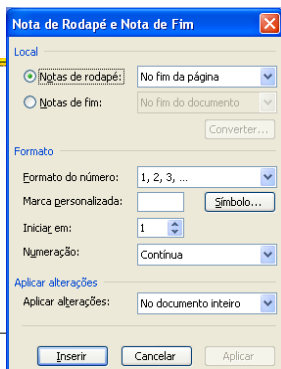 Nota de Rodapé e Nota de Fim
Local
Notas de rodapé: No fim da página
Notas de fim: No fim do documento
Converter...
Formato
Formato do número: 1, 2, 3, ...
Marca personalizada: Símbolo...
Iniciar em: 1
Numeração: Contínua
Aplicar alterações
Aplicar alterações: No documento inteiro
Inserir Cancelar Aplicar